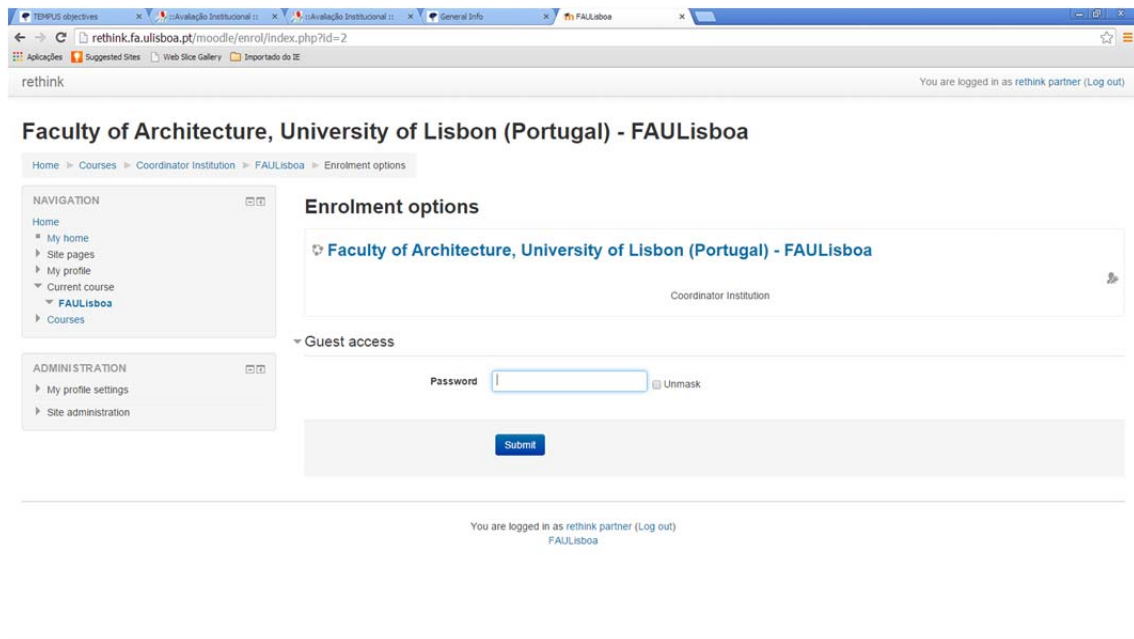 TEMPUS objectives
::Avaliação Institucional ::
::Avaliação Institucional ::
General Info
FAULisboa
rethink.fa.ulisboa.pt/moodle/enrol/index.php?id=2
Aplicações Suggested Sites Web Slice Gallery Importado do IE
rethink
You are logged in as rethink partner (Log out)
Faculty of Architecture, University of Lisbon (Portugal) - FAULisboa
Home Courses Coordinator Institution FAULisboa Enrolment options
NAVIGATION
Home
My home
Site pages
My profile
Current course
FAULisboa
Courses
ADMINISTRATION
My profile settings
Site administration
Enrolment options
Faculty of Architecture, University of Lisbon (Portugal) - FAULisboa
Coordinator Institution
Guest access
Password
Unmask
Submit
You are logged in as rethink partner (Log out)
FAULisboa